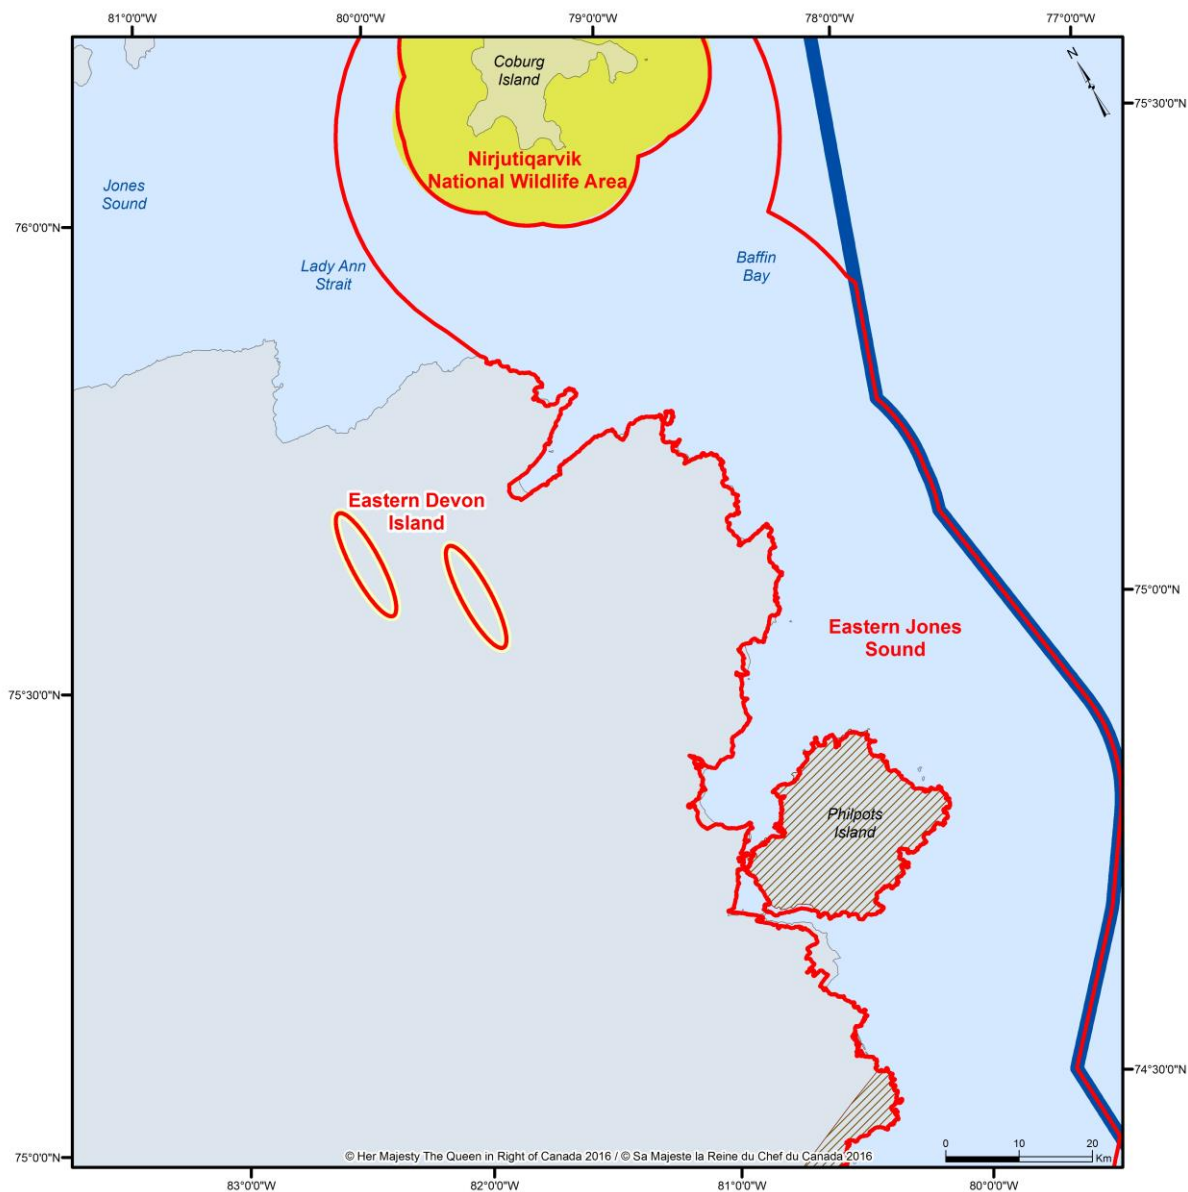 81°0'0"W
80°0'0"W
79°0'0"W
78°0'0"W
77°0'0"W
N
Coburg
Island
75°30'0"N
Nirjutiqarvik
National Wildlife Area
Jones
Sound
76°0'0"N
Baffin
Bay
Lady Ann
Strait
Eastern Devon
Island
75°0'0"N
Eastern Jones
Sound
75°30'0"N
Philpots
Island
74°30'0"N
0 10 20
Km
75°0'0"N
© Her Majesty The Queen in Right of Canada 2016 / © Sa Majeste la Reine du Chef du Canada 2016
83°0'0"W
82°0'0"W
81°0'0"W
80°0'0"W